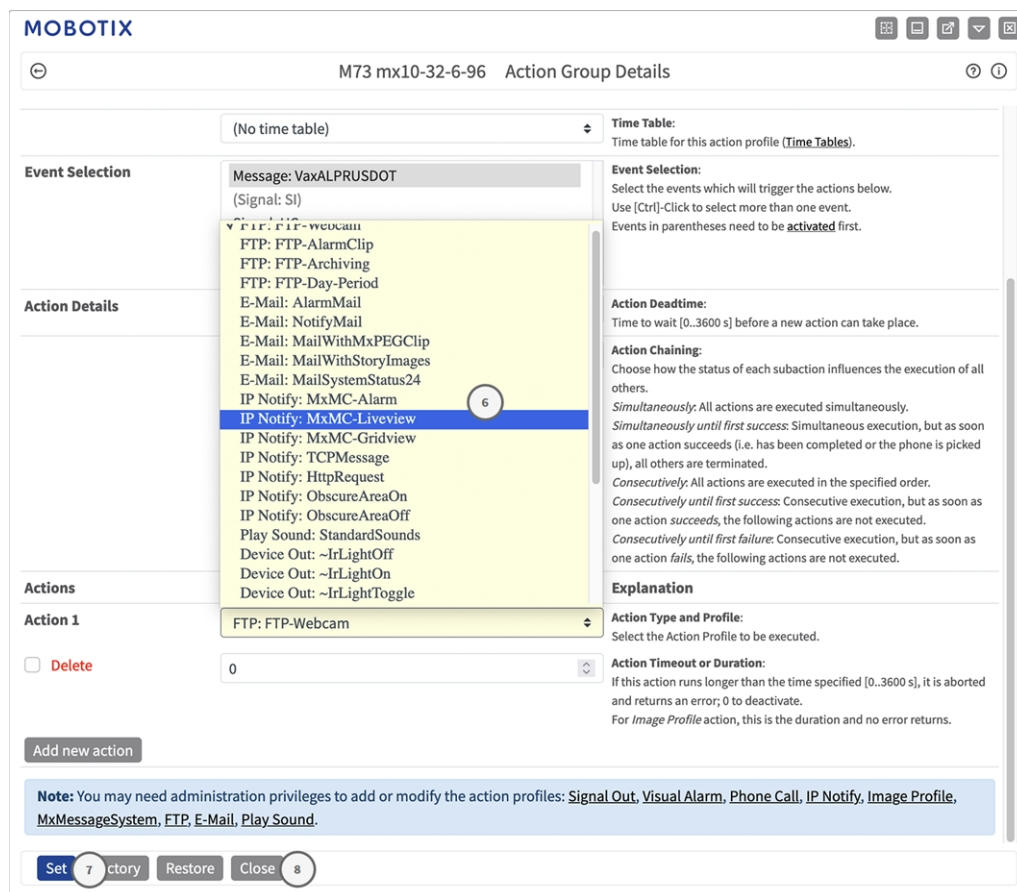 MOBOTIX
M73 mx10-32-6-96 Action Group Details
(No time table)
Time Table:
Time table for this action profile (Time Tables).
Event Selection
Message: VaxALPRUSDOT
(Signal: SI)
Event Selection:
Select the events which will trigger the actions below.
Use [Ctrl]-Click to select more than one event.
Events in parentheses need to be activated first.
FTP: FTP-Webcam
FTP: FTP-AlarmClip
FTP: FTP-Archiving
FTP: FTP-Day-Period
E-Mail: AlarmMail
E-Mail: NotifyMail
E-Mail: MailWithMxPEGClip
E-Mail: MailWithStoryImages
E-Mail: MailSystemStatus24
IP Notify: MxMC-Alarm
6
IP Notify: MxMC-Liveview
IP Notify: MxMC-Gridview
IP Notify: TCPMessage
IP Notify: HttpRequest
IP Notify: ObscureAreaOn
IP Notify: ObscureAreaOff
Play Sound: StandardSounds
Device Out: ~IrLightOff
Device Out: ~IrLightOn
Device Out: ~IrLightToggle
Action Details
Action Deadtime:
Time to wait [0..3600 s] before a new action can take place.
Action Chaining:
Choose how the status of each subaction influences the execution of all
others.
Simultaneously: All actions are executed simultaneously.
Simultaneously until first success: Simultaneous execution, but as soon
as one action succeeds (i.e. has been completed or the phone is picked
up), all others are terminated.
Consecutively: All actions are executed in the specified order.
Consecutively until first success: Consecutive execution, but as soon as
one action succeeds, the following actions are not executed.
Consecutively until first failure: Consecutive execution, but as soon as
one action fails, the following actions are not executed.
Actions
Explanation
Action 1
FTP: FTP-Webcam
Action Type and Profile:
Select the Action Profile to be executed.
Delete
0
Action Timeout or Duration:
If this action runs longer than the time specified [0..3600 s], it is aborted
and returns an error; 0 to deactivate.
For Image Profile action, this is the duration and no error returns.
Add new action
Note: You may need administration privileges to add or modify the action profiles: Signal Out, Visual Alarm, Phone Call, IP Notify, Image Profile,
MxMessageSystem, FTP, E-Mail, Play Sound.
Set 7 ctory Restore Close 8